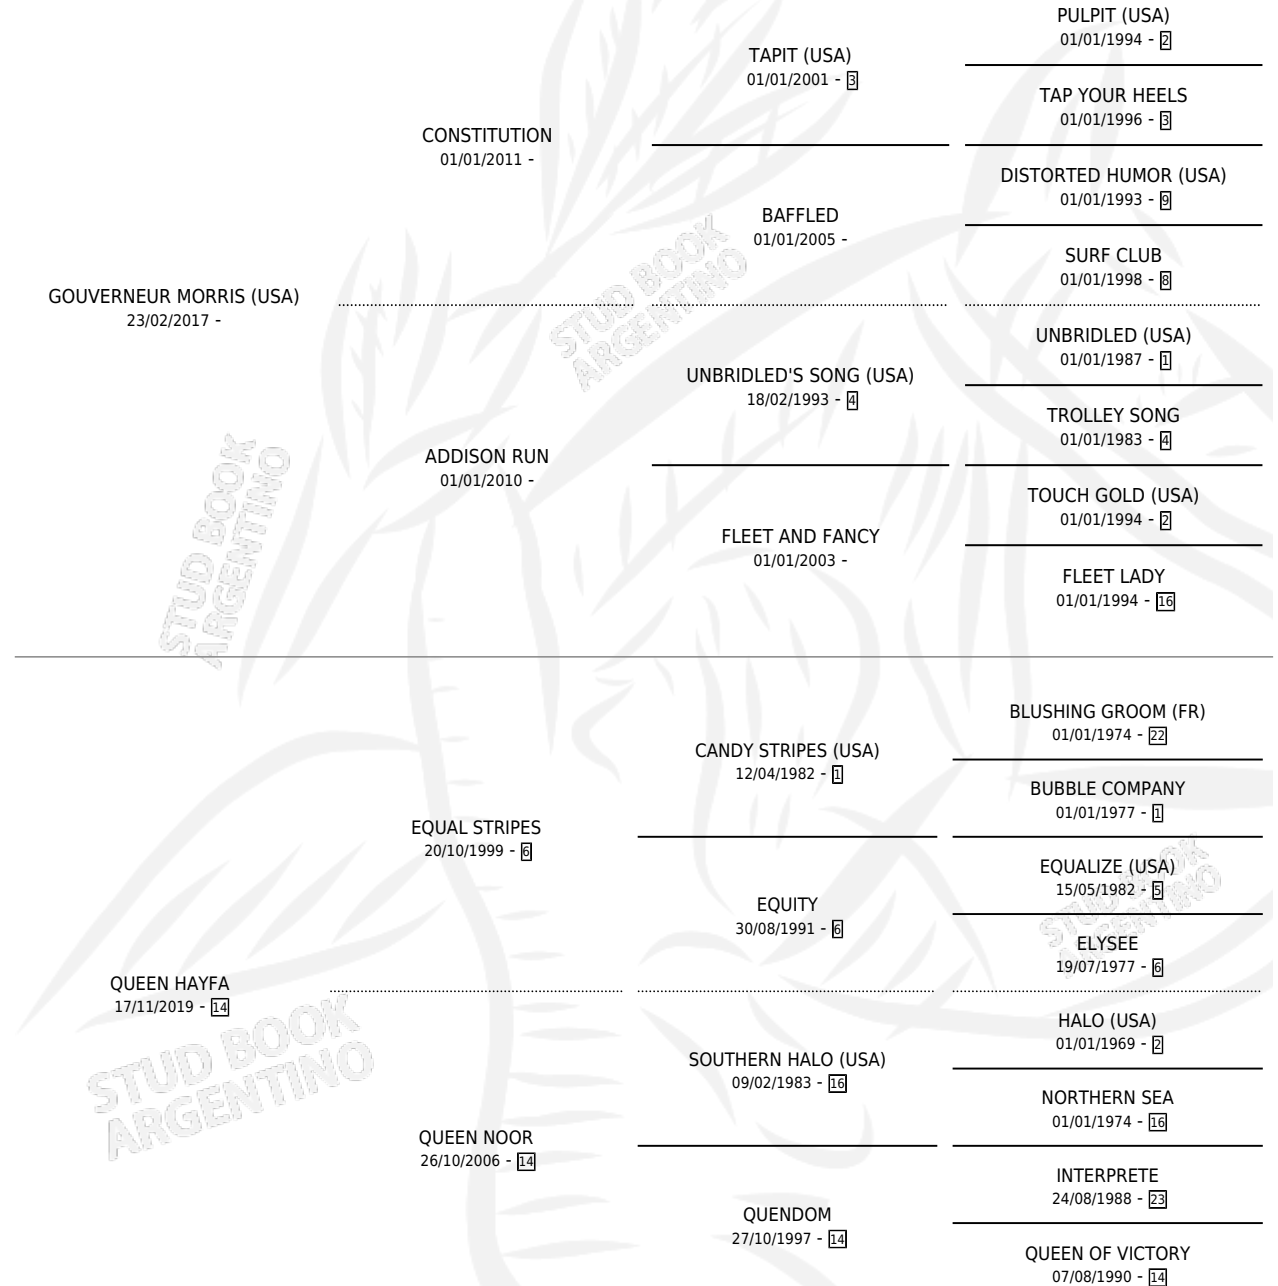 PULPIT (USA)
01/01/1994 - 2
TAPIT (USA)
01/01/2001 - 3
TAP YOUR HEELS
01/01/1996 - 3
CONSTITUTION
01/01/2011 -
DISTORTED HUMOR (USA)
01/01/1993 - 9
BAFFLED
01/01/2005 -
SURF CLUB
01/01/1998 - 8
GOUVERNEUR MORRIS (USA)
23/02/2017 -
UNBRIDLED (USA)
01/01/1987 - 1
UNBRIDLED'S SONG (USA)
18/02/1993 - 4
TROLLEY SONG
01/01/1983 - 4
ADDISON RUN
01/01/2010 -
TOUCH GOLD (USA)
01/01/1994 - 2
FLEET AND FANCY
01/01/2003 -
FLEET LADY
01/01/1994 - 16
BLUSHING GROOM (FR)
01/01/1974 - 22
CANDY STRIPES (USA)
12/04/1982 - 1
BUBBLE COMPANY
01/01/1977 - 1
EQUAL STRIPES
20/10/1999 - 6
EQUALIZE (USA)
15/05/1982 - 5
EQUITY
30/08/1991 - 6
ELYSEE
19/07/1977 - 6
QUEEN HAYFA
17/11/2019 - 14
HALO (USA)
01/01/1969 - 2
SOUTHERN HALO (USA)
09/02/1983 - 16
NORTHERN SEA
01/01/1974 - 16
QUEEN NOOR
26/10/2006 - 14
INTERPRETE
24/08/1988 - 23
QUENDOM
27/10/1997 - 14
QUEEN OF VICTORY
07/08/1990 - 14
STUD BOOK
ARGENTINO
STUD BOOK
ARGENTINO
STUD BOOK
ARGENTINO
STUD BOOK
ARGENTINO